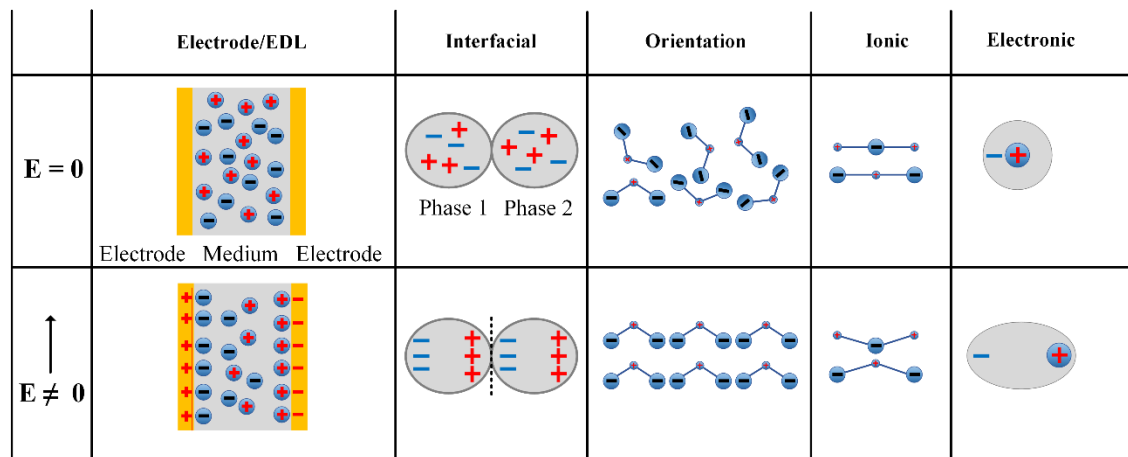 Electrode/EDL Interfacial Orientation Ionic Electronic
E = 0
Phase 1 Phase 2
Electrode Medium Electrode
E ≠ 0